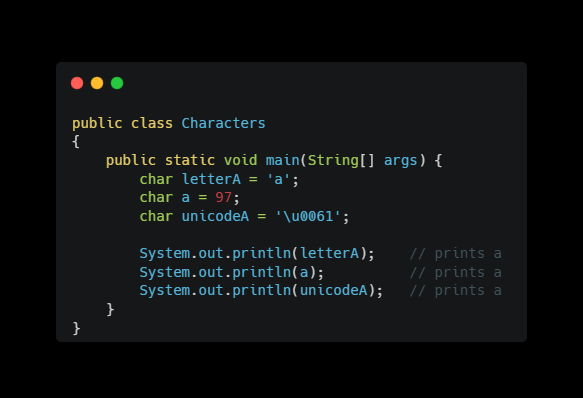 public class Characters
{
    public static void main(String[] args) {
        char letterA = 'a';
        char a = 97;
        char unicodeA = '\u0061';

        System.out.println(letterA);    // prints a
        System.out.println(a);          // prints a
        System.out.println(unicodeA);   // prints a
    }
}